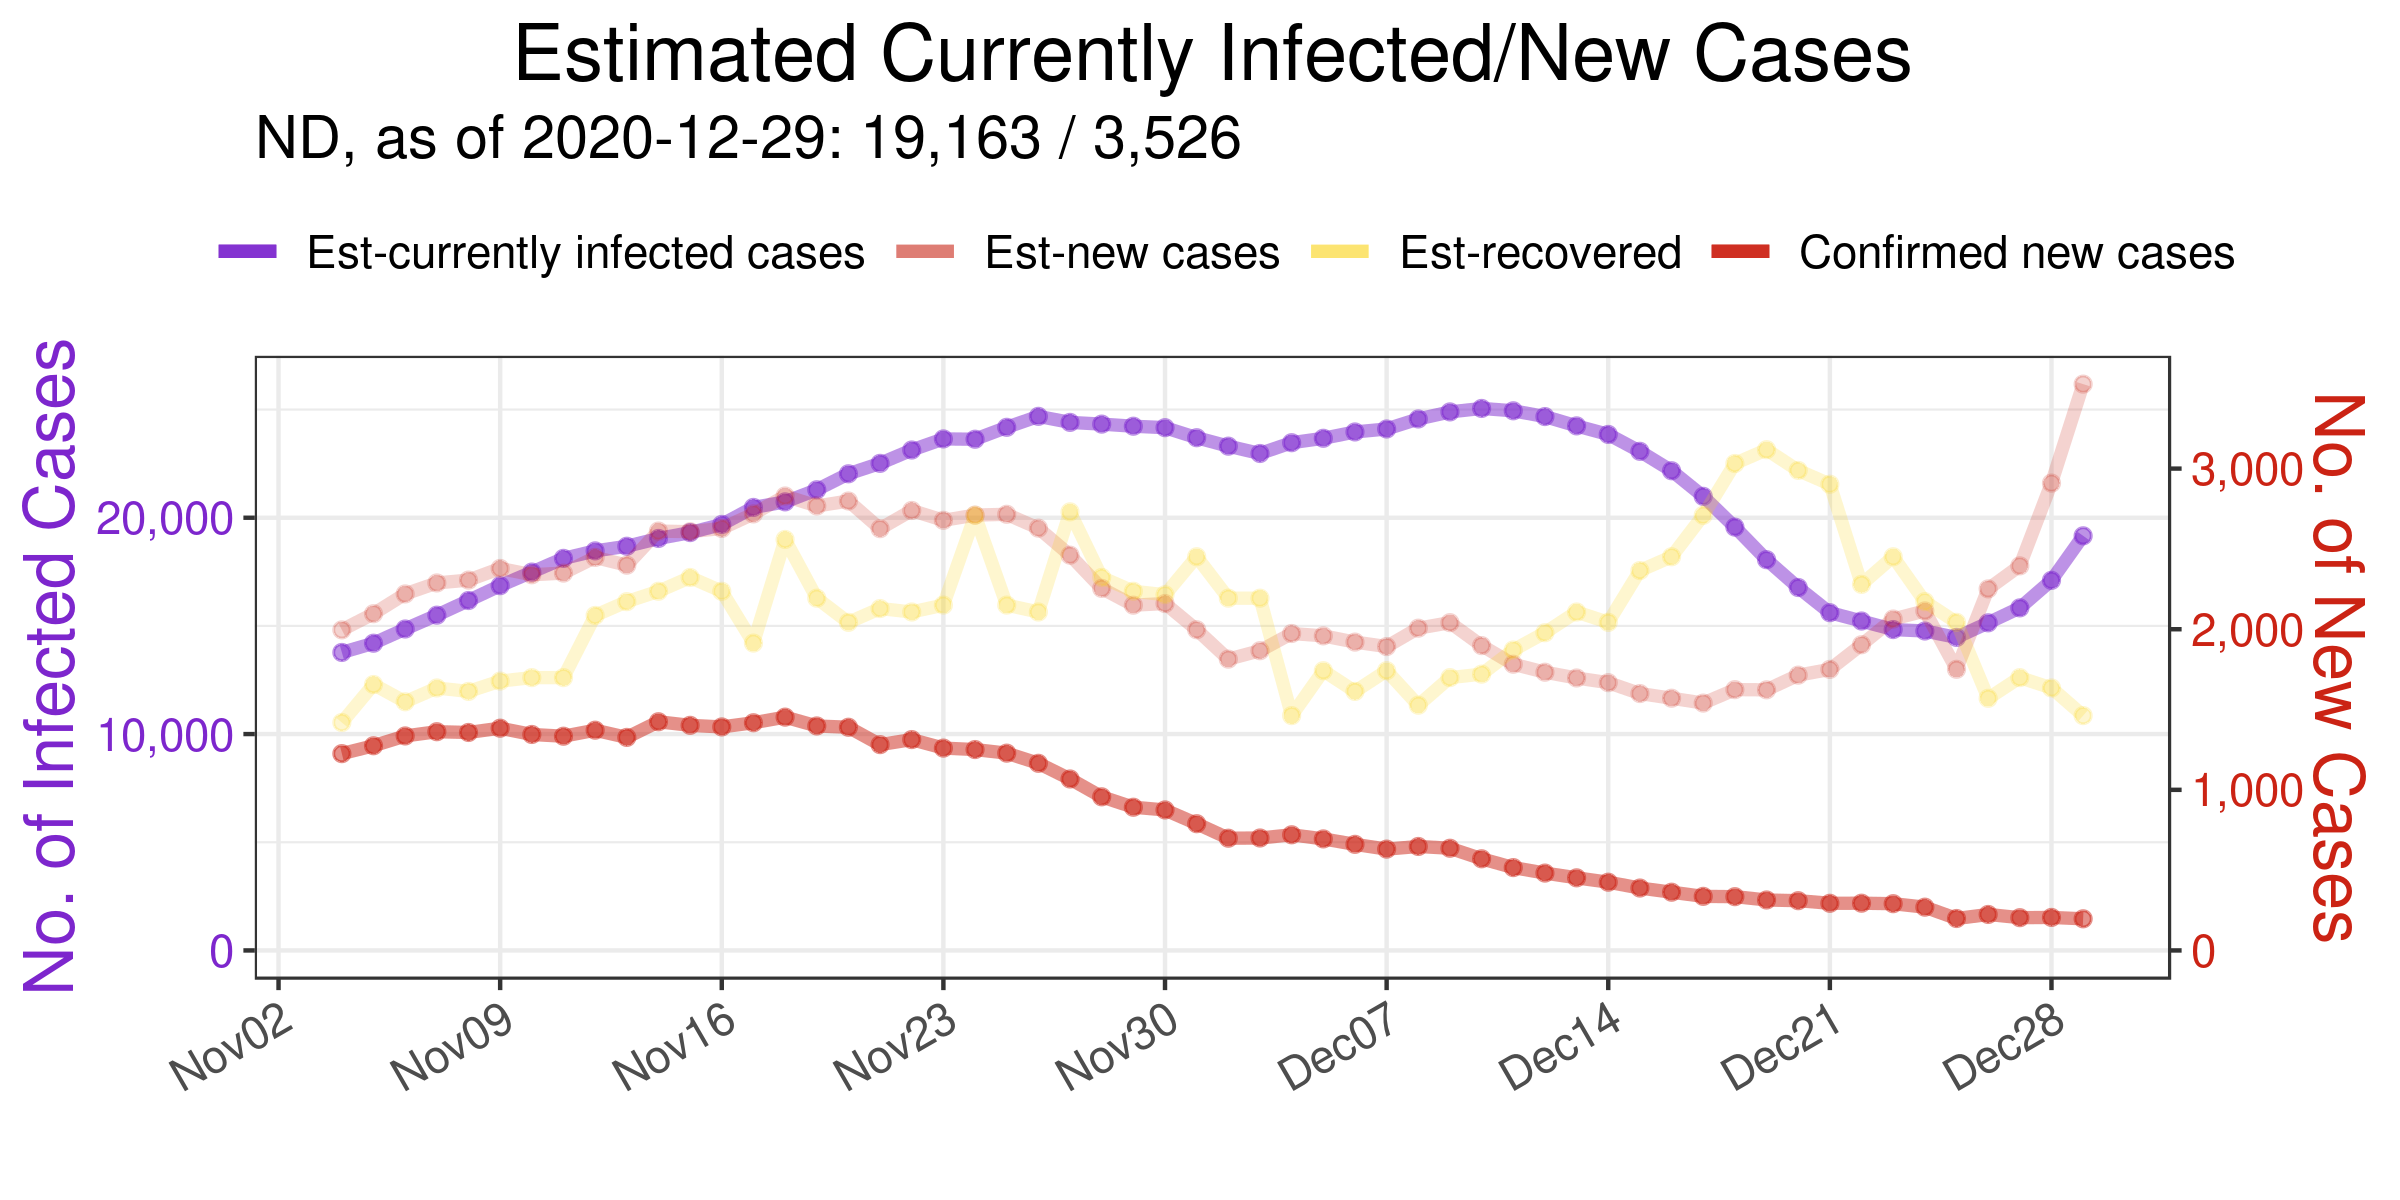 Estimated Currently Infected/New Cases
ND, as of 2020-12-29: 19,163 / 3,526
Est-currently infected cases Est-new cases Est-recovered Confirmed new cases
No. of Infected Cases
20,000
10,000
0
3,000
2,000
1,000
0
No. of New Cases
Nov02 Nov09 Nov16 Nov23 Nov30 Dec07 Dec14 Dec21 Dec28